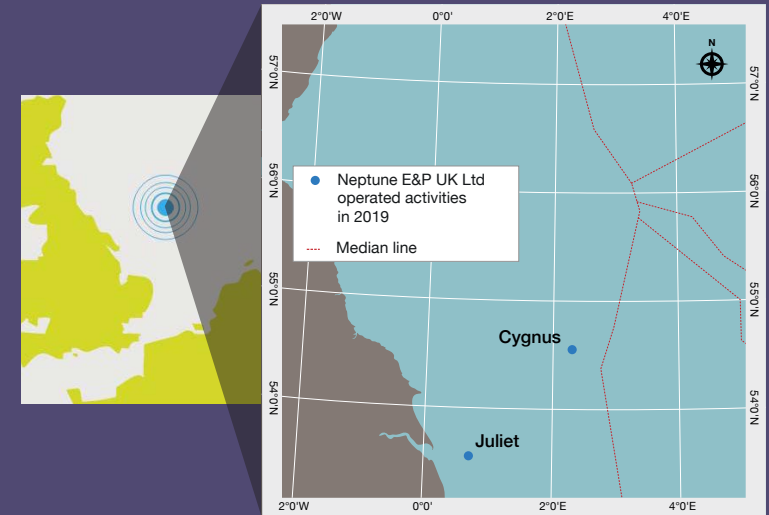 2°0'W 0°0' 2°0'E 4°0'E
N
57°0'N
57°0'N
56°0'N
56°0'N
Neptune E&P UK Ltd
operated activities
in 2019
Median line
55°0'N
55°0'N
Cygnus
54°0'N
54°0'N
Juliet
2°0'W 0°0' 2°0'E 4°0'E